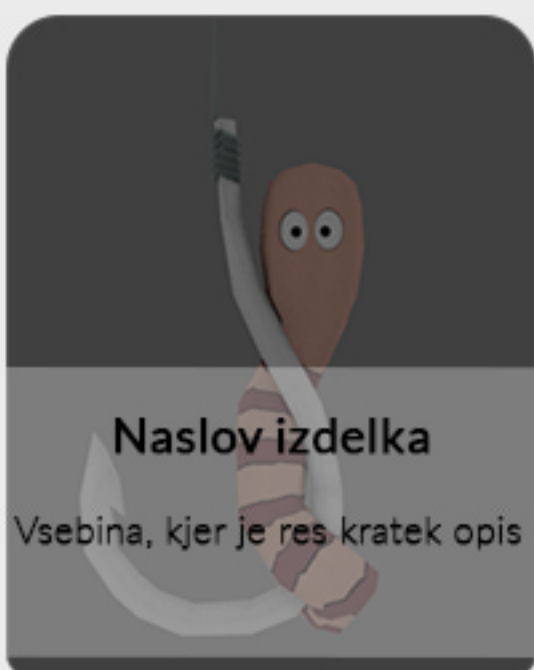 Naslov izdelka
Vsebina, kjer je res kratek opis